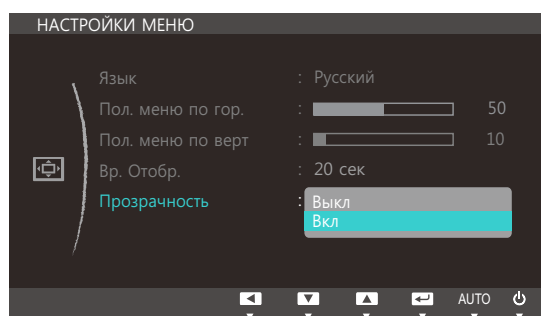 НАСТРОЙКИ МЕНЮ
Язык : Русский
Пол. меню по гор. : 50
Пол. меню по верт : 10
Вр. Отобр. : 20 сек
Прозрачность : Выкл
Вкл
AUTO